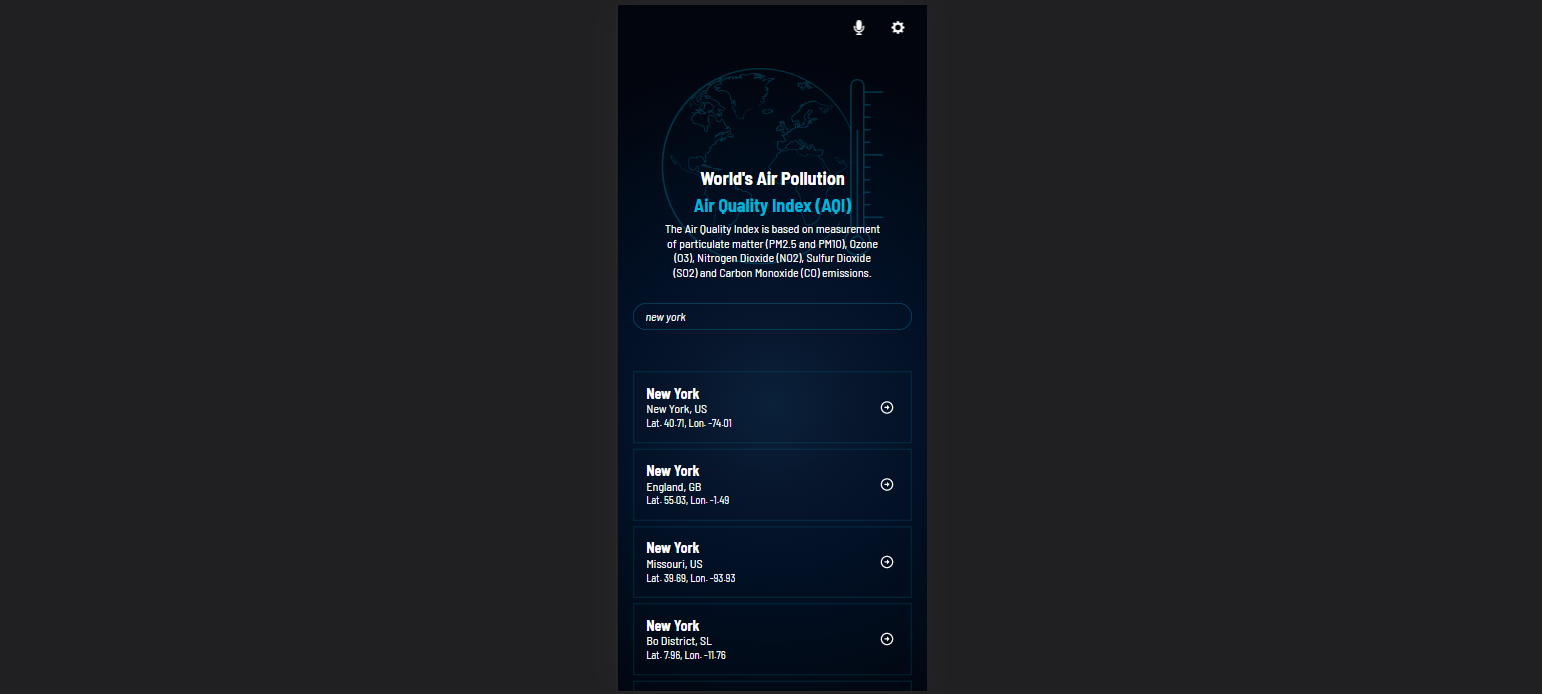 World's Air Pollution
Air Quality Index (AQI)
The Air Quality Index is based on measurement
of particulate matter (PM2.5 and PM10), Ozone
(O3), Nitrogen Dioxide (NO2), Sulfur Dioxide
(SO2) and Carbon Monoxide (CO) emissions.
new york
New York
New York, US
Lat. 40.71, Lon. -74.01
New York
England, GB
Lat. 55.03, Lon. -1.49
New York
Missouri, US
Lat. 39.69, Lon. -93.93
New York
Bo District, SL
Lat. 7.96, Lon. -11.76